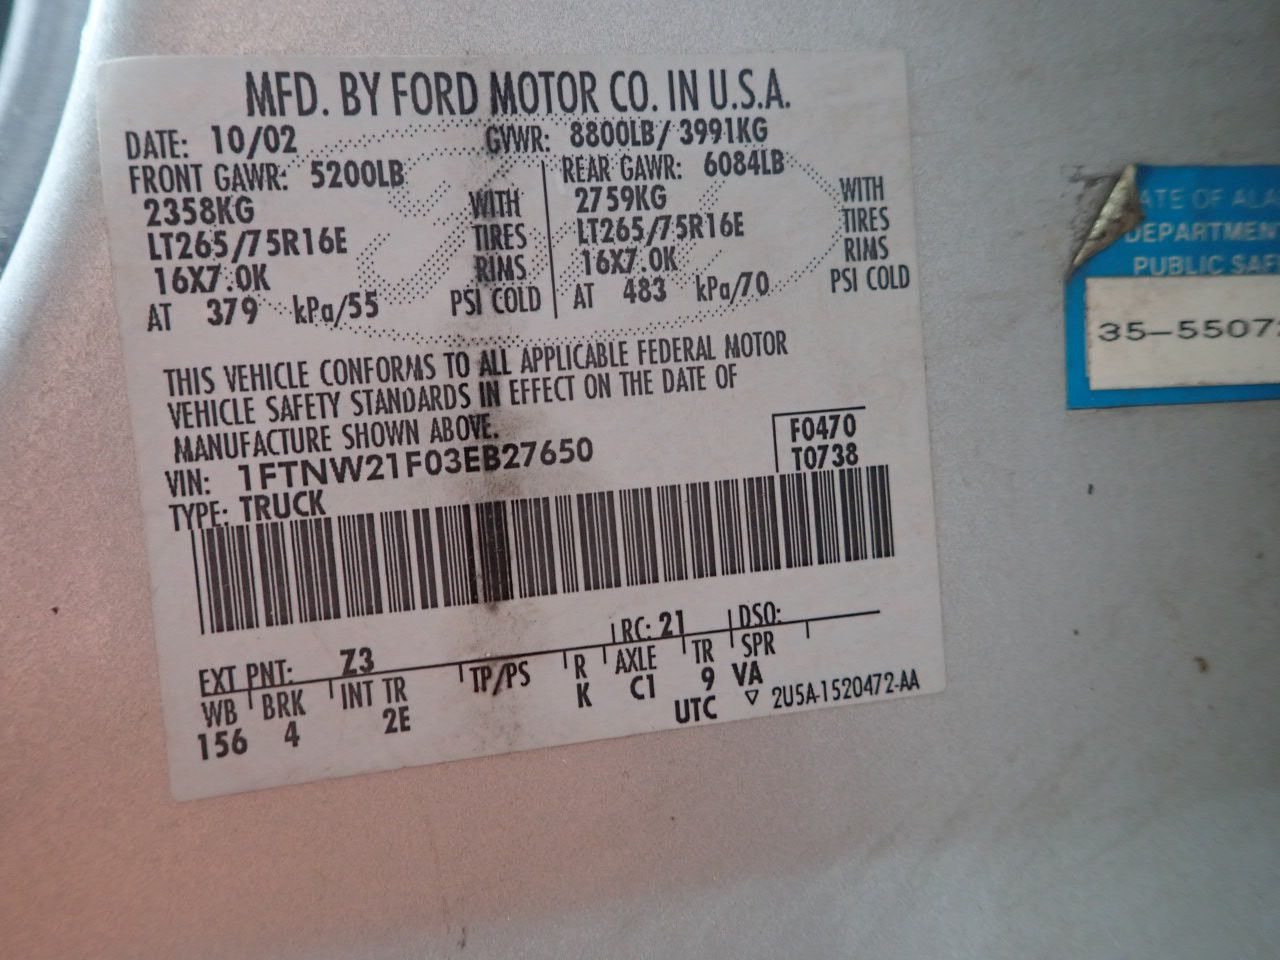 MFD. BY FORD MOTOR CO. IN U.S.A.
DATE: 10/02 GVWR: 8800LB/ 3991KG
FRONT GAWR: 5200LB REAR GAWR: 6084LB
2358KG WITH 2759KG WITH
LT265/75R16E TIRES LT265/75R16E TIRES
16X7.0K RIMS 16X7.0K RIMS
AT 379 kPa/55 PSI COLD AT 483 kPa/70 PSI COLD
THIS VEHICLE CONFORMS TO ALL APPLICABLE FEDERAL MOTOR
VEHICLE SAFETY STANDARDS IN EFFECT ON THE DATE OF
MANUFACTURE SHOWN ABOVE.
VIN: 1FTNW21F03EB27650 F0470
TYPE: TRUCK T0738
EXT PNT: Z3 RC: 21 DSO:
WB BRK INT TR TP/PS R AXLE TR SPR
156 4 2E K C1 9 VA
UTC ▽ 2U5A-1520472-AA
ATE OF ALA
DEPARTMEN
PUBLIC SAF
35-5507